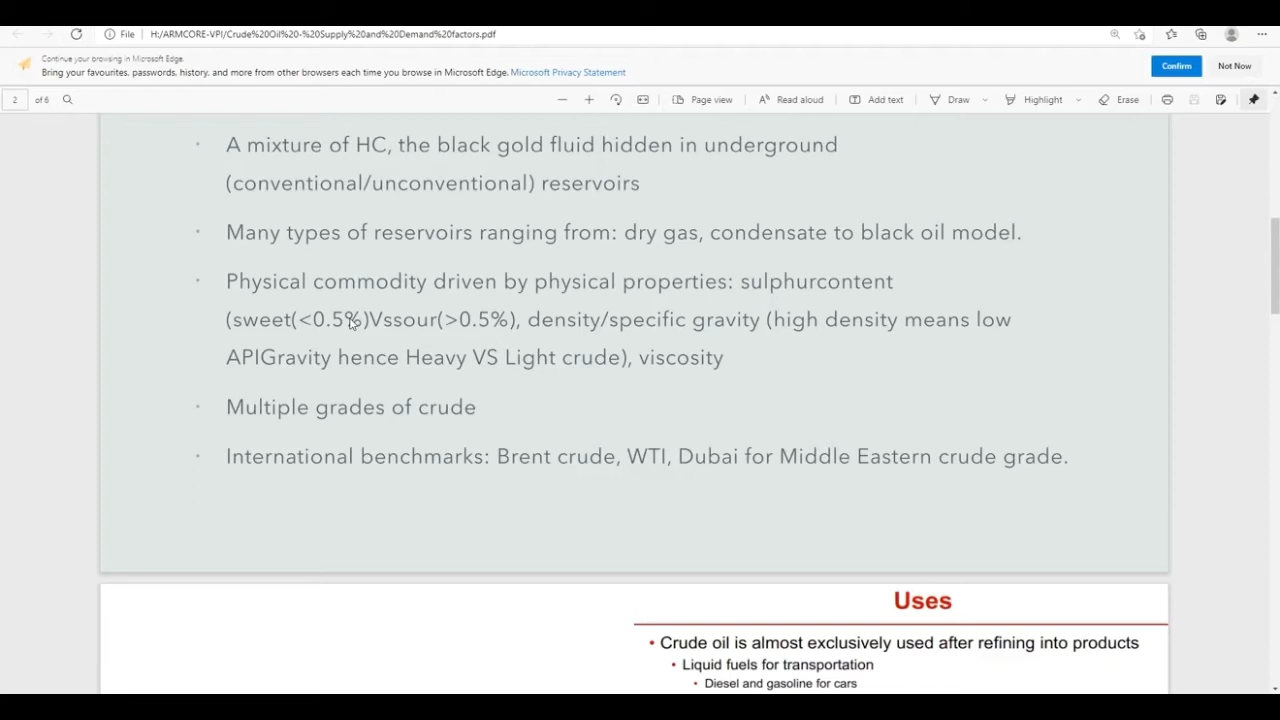 File
H:/ARMCORE-VPI/Crude%20Oil%20-%20Supply%20and%20Demand%20factors.pdf
Continue your browsing in Microsoft Edge.
Bring your favourites, passwords, history, and more from other browsers each time you browse in Microsoft Edge. Microsoft Privacy Statement
Confirm
Not Now
2 of 6
Page view
Read aloud
Add text
Draw
Highlight
Erase
· A mixture of HC, the black gold fluid hidden in underground
(conventional/unconventional) reservoirs
· Many types of reservoirs ranging from: dry gas, condensate to black oil model.
· Physical commodity driven by physical properties: sulphurcontent
(sweet(<0.5%)Vssour(>0.5%), density/specific gravity (high density means low
APIGravity hence Heavy VS Light crude), viscosity
· Multiple grades of crude
· International benchmarks: Brent crude, WTI, Dubai for Middle Eastern crude grade.
Uses
• Crude oil is almost exclusively used after refining into products
• Liquid fuels for transportation
• Diesel and gasoline for cars